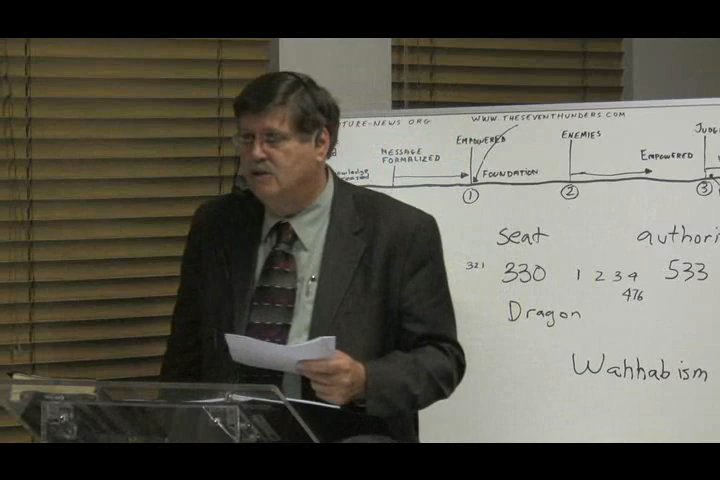 TURE-NEWS ORG WWW.THESEVENTHUNDERS.COM
MESSAGE FORMALIZED EMPOWERED ENEMIES EMPOWERED
FOUNDATION
1 2 3
seat
321 330 1 2 3 4 533
476
Dragon
Wahhabism